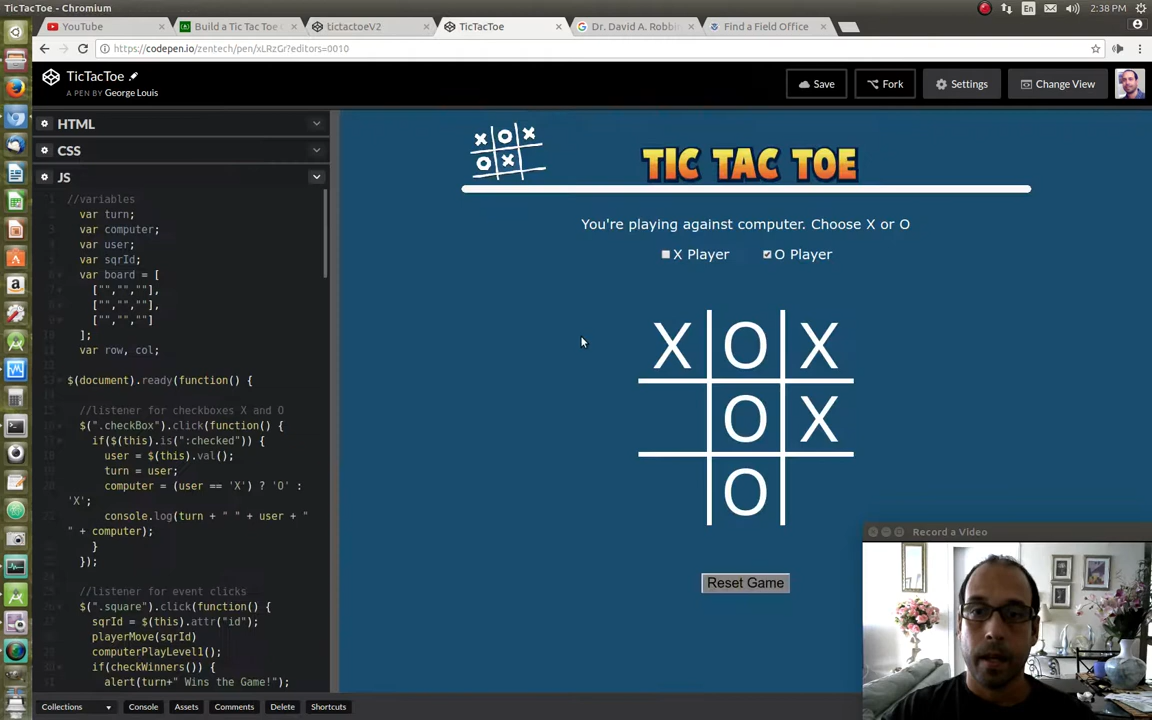 TicTacToe - Chromium
En
2:38 PM
YouTube
Build a Tic Tac Toe G
tictactoeV2
TicTacToe
Dr. David A. Robbin
Find a Field Office
https://codepen.io/zentech/pen/xLRzGr?editors=0010
TicTacToe
A PEN BY George Louis
Save
Fork
Settings
Change View
HTML
CSS
JS
//variables
var turn;
var computer;
var user;
var sqrId;
var board = [
["","",""],
["","",""],
["","",""]
];
var row, col;
$(document).ready(function() {
//listener for checkboxes X and O
$(".checkBox").click(function() {
if($(this).is(":checked")) {
user = $(this).val();
turn = user;
computer = (user == 'X') ? 'O' :
'X';
console.log(turn + " " + user + "
" + computer);
}
});
//listener for event clicks
$(".square").click(function() {
sqrId = $(this).attr("id");
playerMove(sqrId)
computerPlayLevel1();
if(checkWinners()) {
alert(turn+" Wins the Game!");
X O X
O X
TIC TAC TOE
You're playing against computer. Choose X or O
X Player
O Player
X O X
O X
O
Reset Game
Record a Video
Collections
Console
Assets
Comments
Delete
Shortcuts